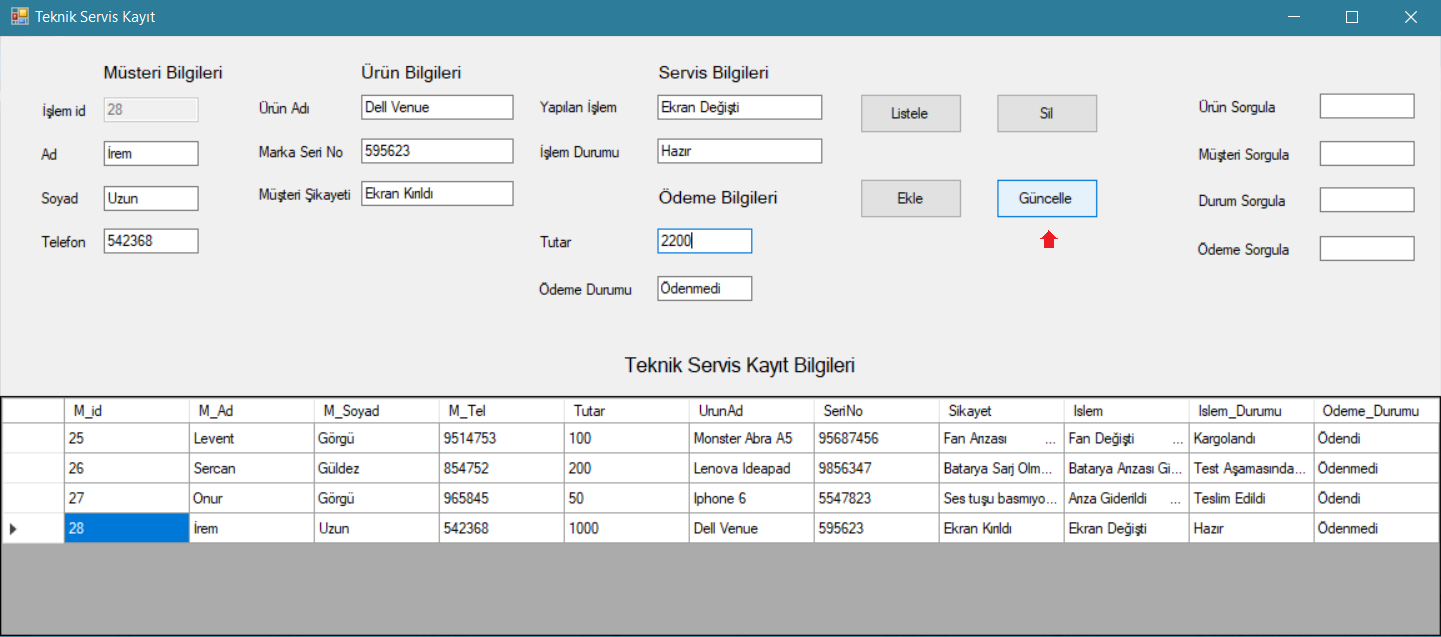 Teknik Servis Kayıt
Müsteri Bilgileri Ürün Bilgileri Servis Bilgileri
İşlem id 28 Ürün Adı Dell Venue Yapılan İşlem Ekran Değişti Listele Sil Ürün Sorgula
Ad İrem Marka Seri No 595623 İşlem Durumu Hazır Müşteri Sorgula
Soyad Uzun Müşteri Şikayeti Ekran Kırıldı Ödeme Bilgileri Ekle Güncelle Durum Sorgula
Telefon 542368 Tutar 2200 Ödeme Sorgula
Ödeme Durumu Ödenmedi
Teknik Servis Kayıt Bilgileri
M_id M_Ad M_Soyad M_Tel Tutar UrunAd SeriNo Sikayet Islem Islem_Durumu Odeme_Durumu
25 Levent Görgü 9514753 100 Monster Abra A5 95687456 Fan Arızası ... Fan Değişti ... Kargolandı Ödendi
26 Sercan Güldez 854752 200 Lenova Ideapad 9856347 Batarya Sarj Olm... Batarya Arızası Gi... Test Aşamasında... Ödenmedi
27 Onur Görgü 965845 50 Iphone 6 5547823 Ses tuşu basmıyo... Arıza Giderildi ... Teslim Edildi Ödendi
28 İrem Uzun 542368 1000 Dell Venue 595623 Ekran Kırıldı Ekran Değişti Hazır Ödenmedi